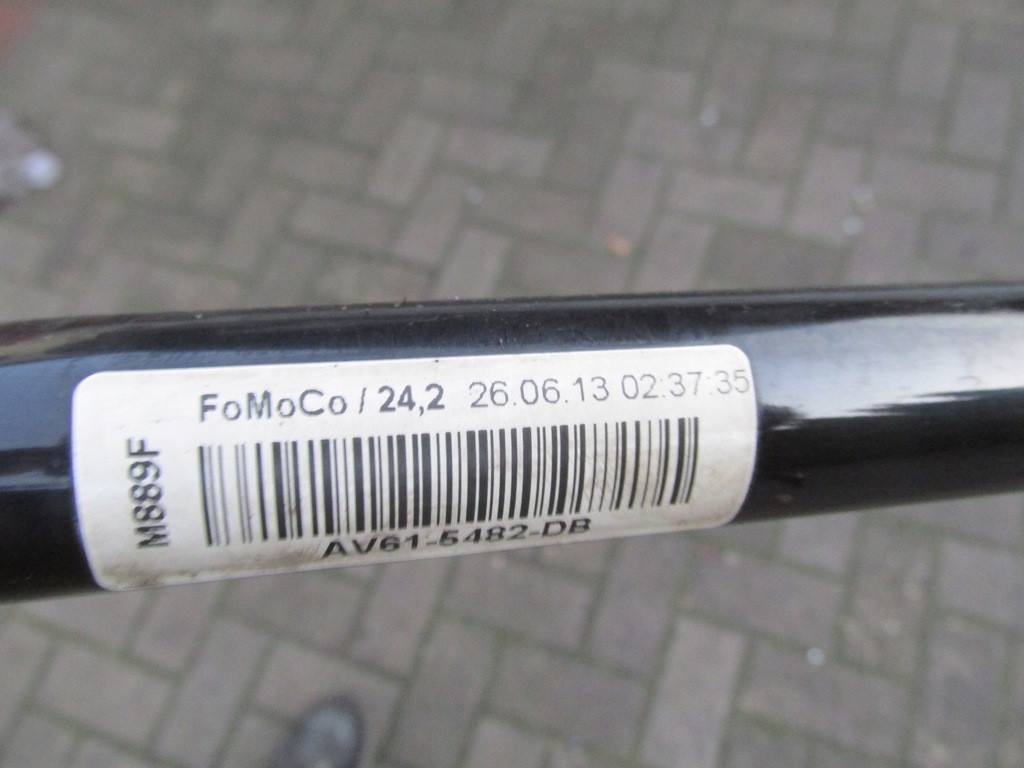 FoMoCo / 24,2 26.06.13 02:37:35
M889F
AV61-5482-DB